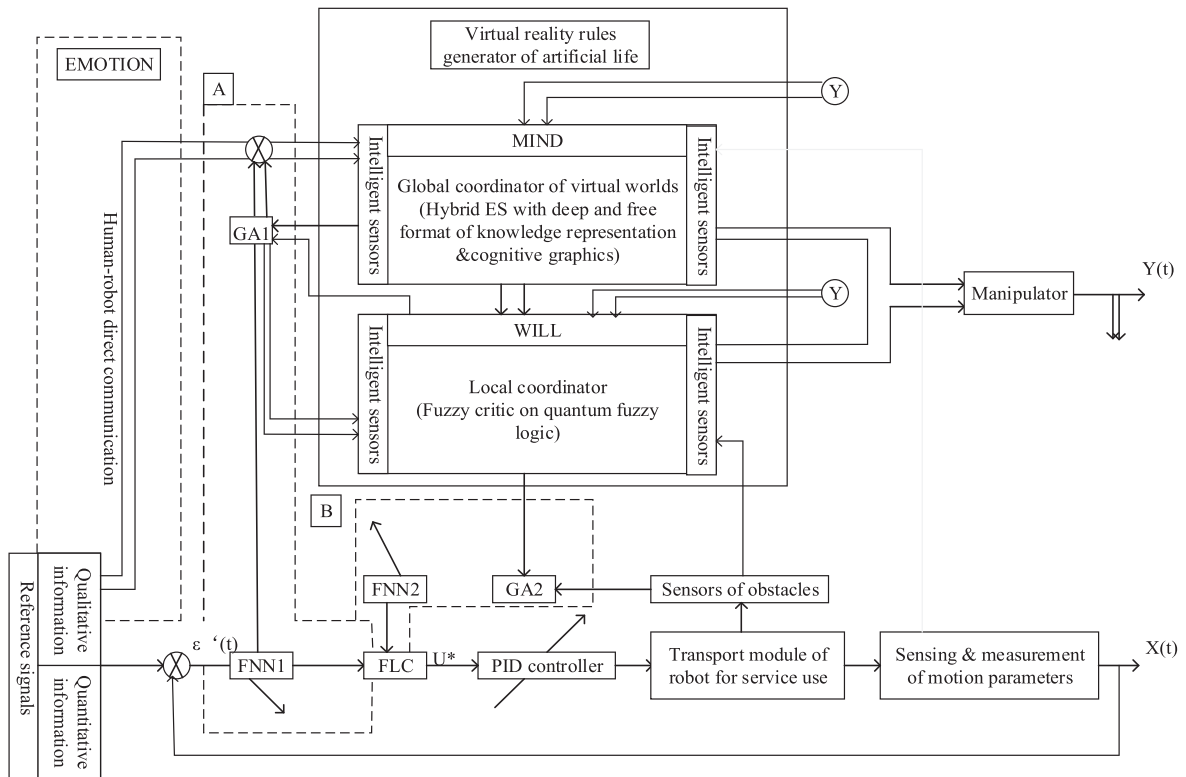 Virtual reality rules
generator of artificial life
EMOTION
A
Y
MIND
Intelligent sensors
Intelligent sensors
Global coordinator of virtual worlds
(Hybrid ES with deep and free
format of knowledge representation
&cognitive graphics)
GA1
Human-robot direct communication
Y(t)
Manipulator
Y
WILL
Intelligent sensors
Intelligent sensors
Local coordinator
(Fuzzy critic on quantum fuzzy
logic)
B
FNN2
GA2
Sensors of obstacles
Reference signals
Qualitative
information
Quantitative
information
ε‘(t)
FNN1
FLC
U*
PID controller
Transport module of
robot for service use
Sensing & measurement
of motion parameters
X(t)